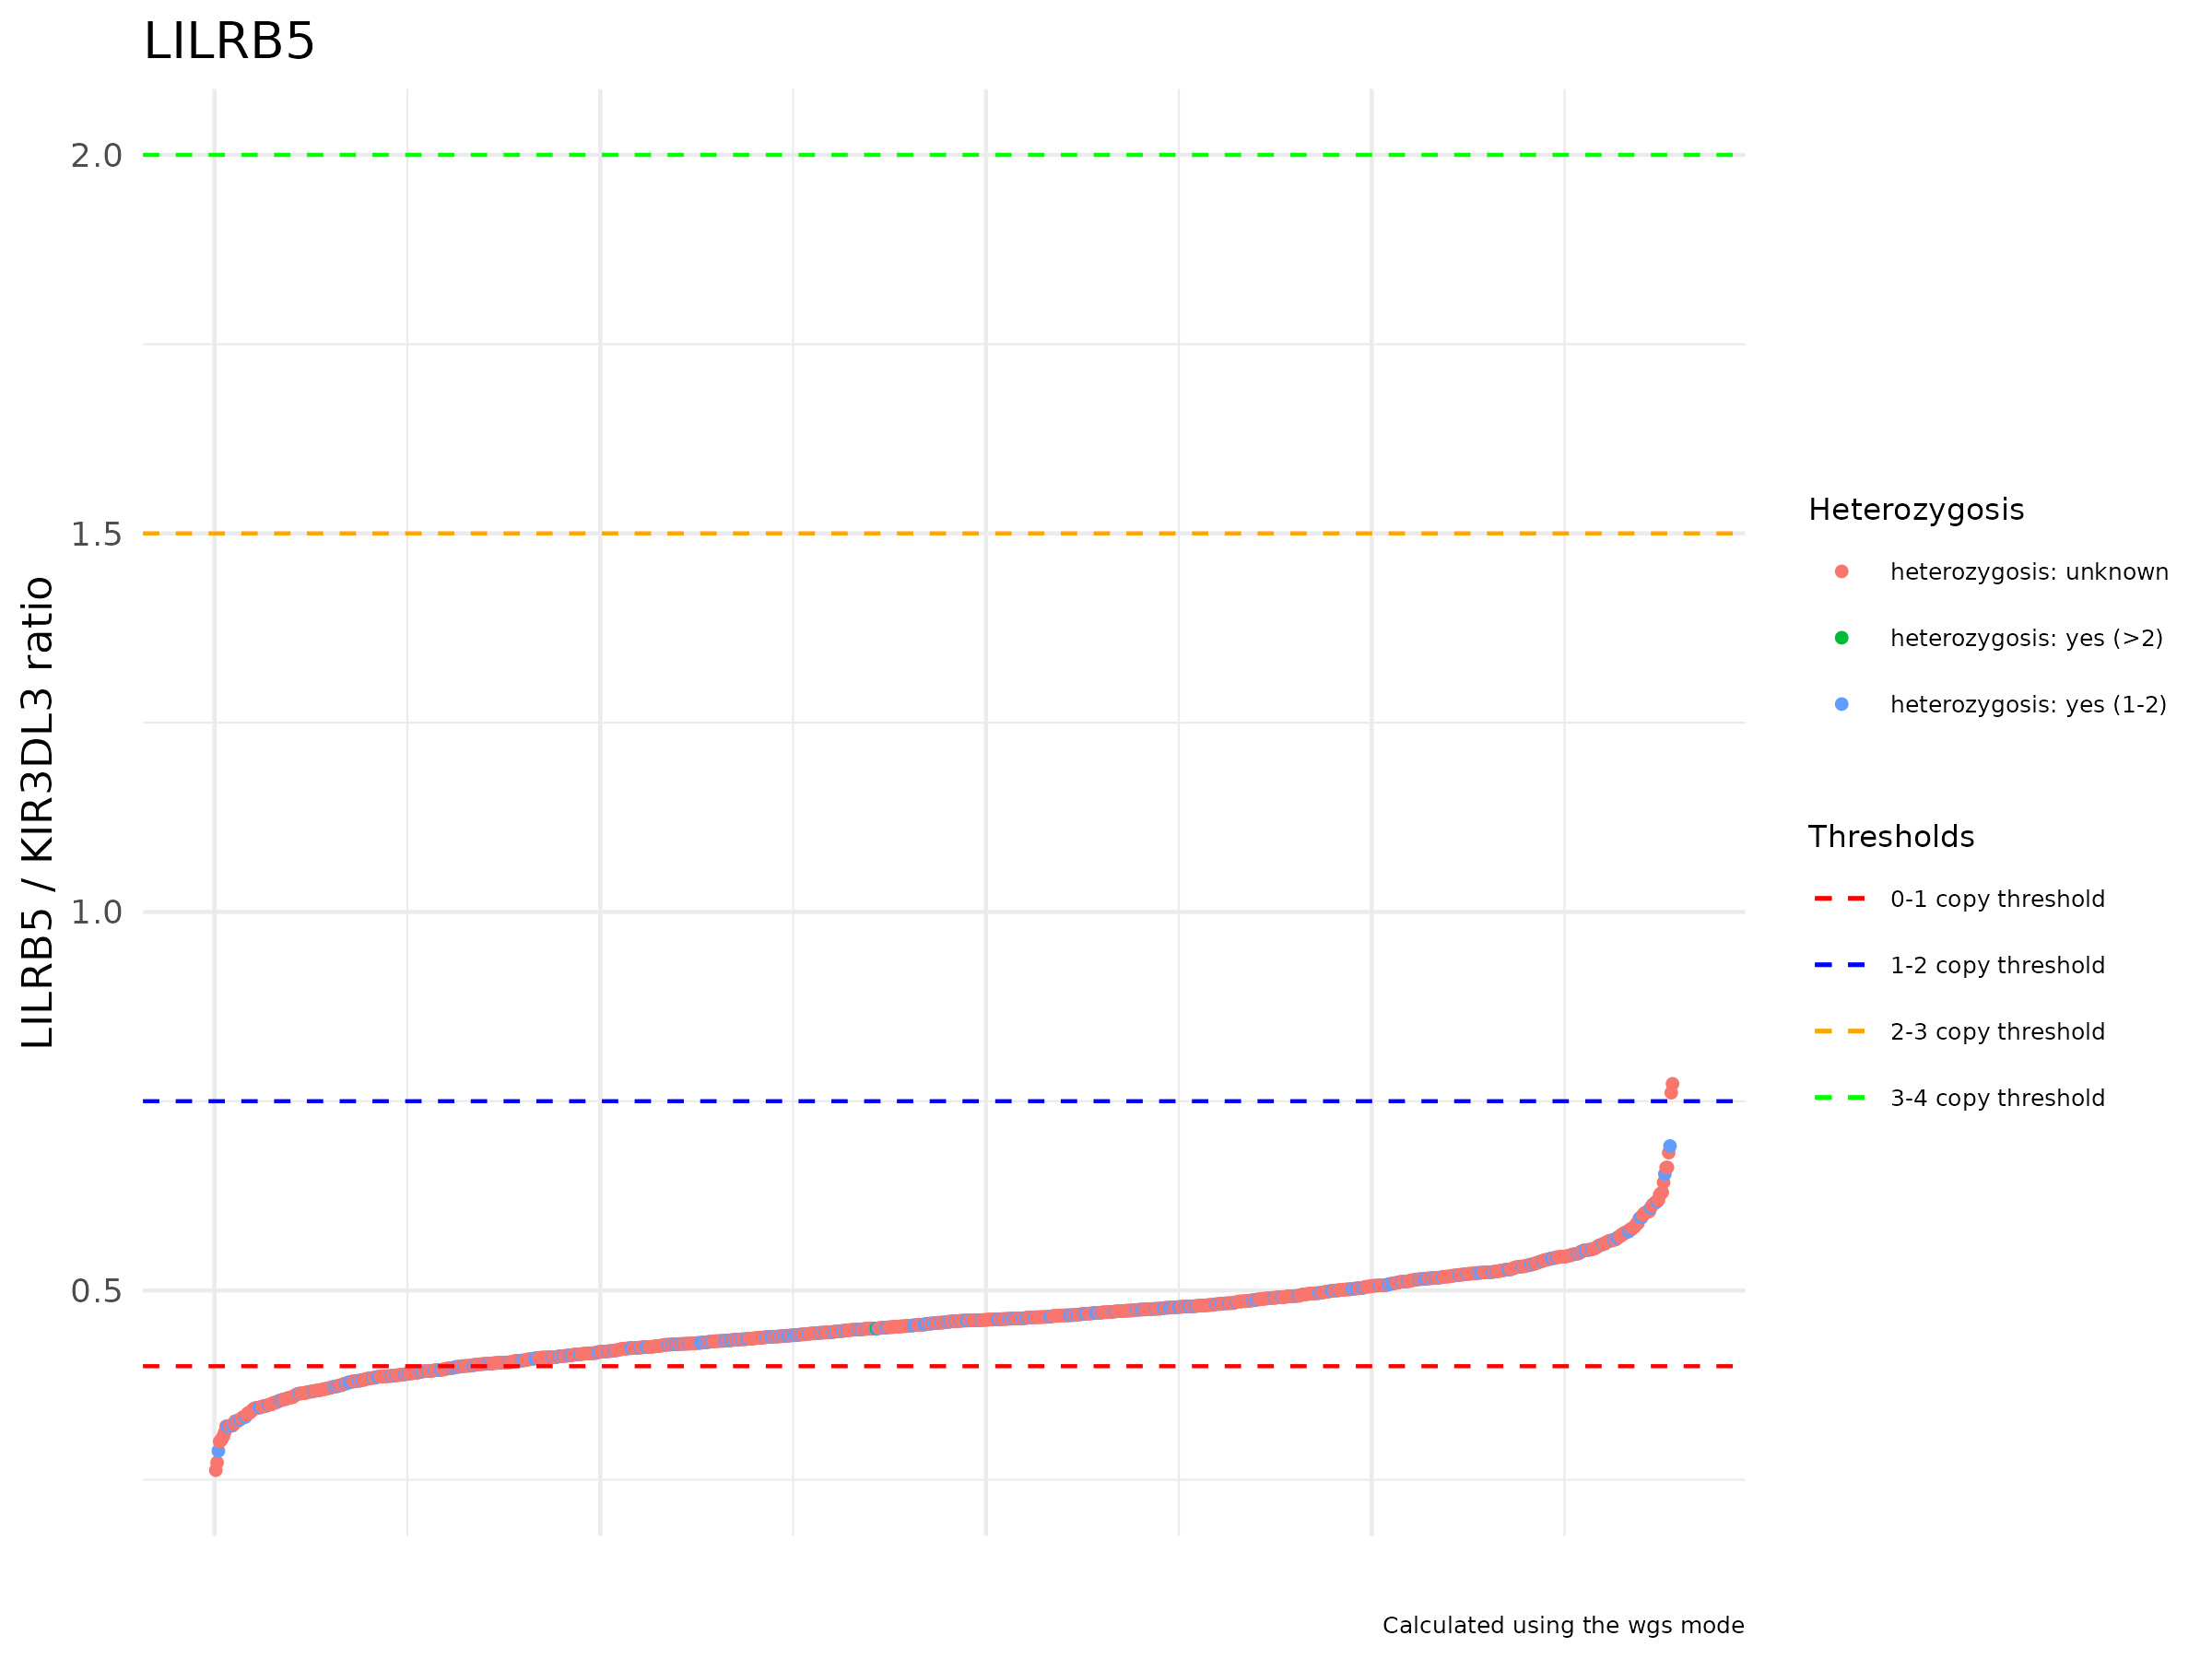 LILRB5
LILRB5 / KIR3DL3 ratio
2.0
1.5
1.0
0.5
Heterozygosis
heterozygosis: unknown
heterozygosis: yes (>2)
heterozygosis: yes (1-2)
Thresholds
0-1 copy threshold
1-2 copy threshold
2-3 copy threshold
3-4 copy threshold
Calculated using the wgs mode